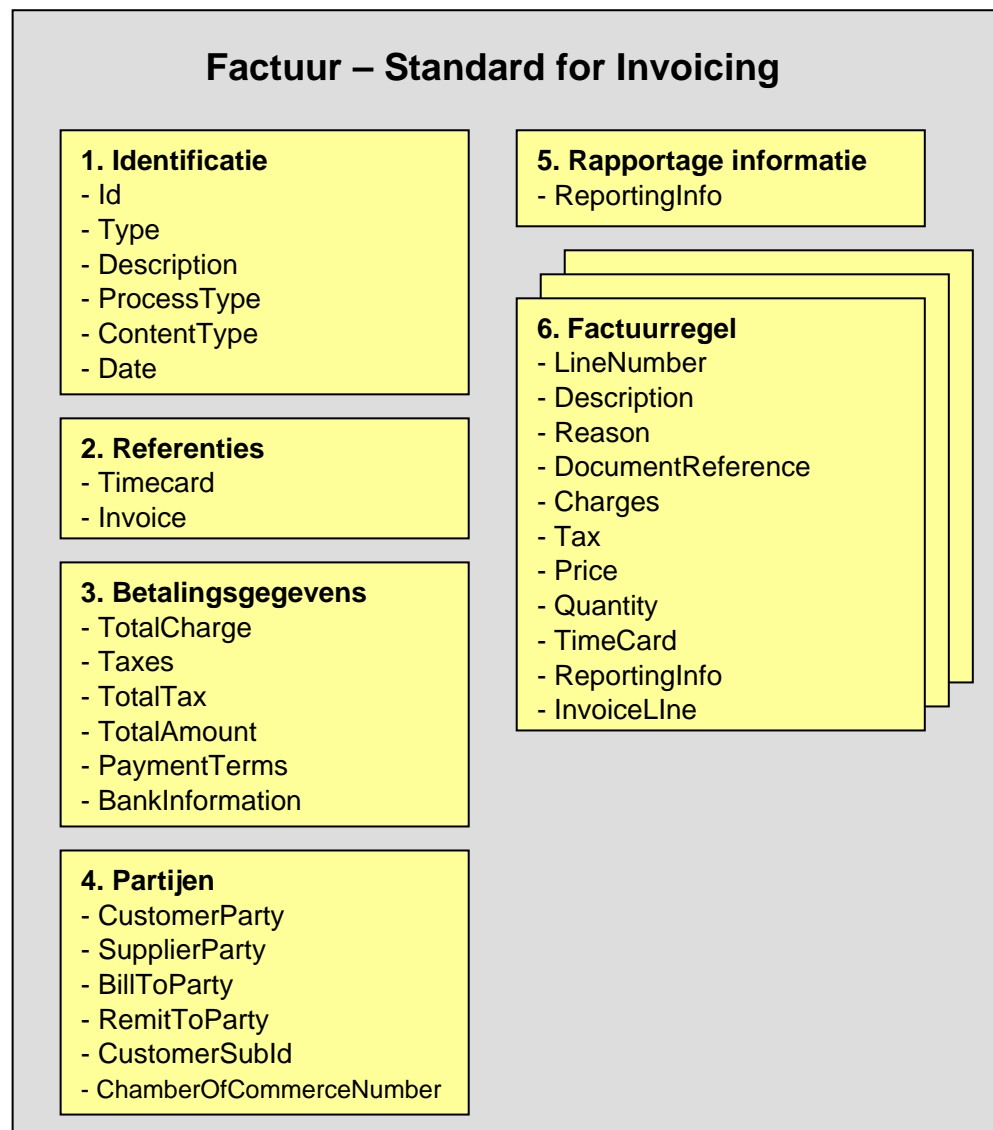 Factuur – Standard for Invoicing
1. Identificatie
- Id
- Type
- Description
- ProcessType
- ContentType
- Date
2. Referenties
- Timecard
- Invoice
3. Betalingsgegevens
- TotalCharge
- Taxes
- TotalTax
- TotalAmount
- PaymentTerms
- BankInformation
4. Partijen
- CustomerParty
- SupplierParty
- BillToParty
- RemitToParty
- CustomerSubId
- ChamberOfCommerceNumber
5. Rapportage informatie
- ReportingInfo
6. Factuurregel
- LineNumber
- Description
- Reason
- DocumentReference
- Charges
- Tax
- Price
- Quantity
- TimeCard
- ReportingInfo
- InvoiceLIne